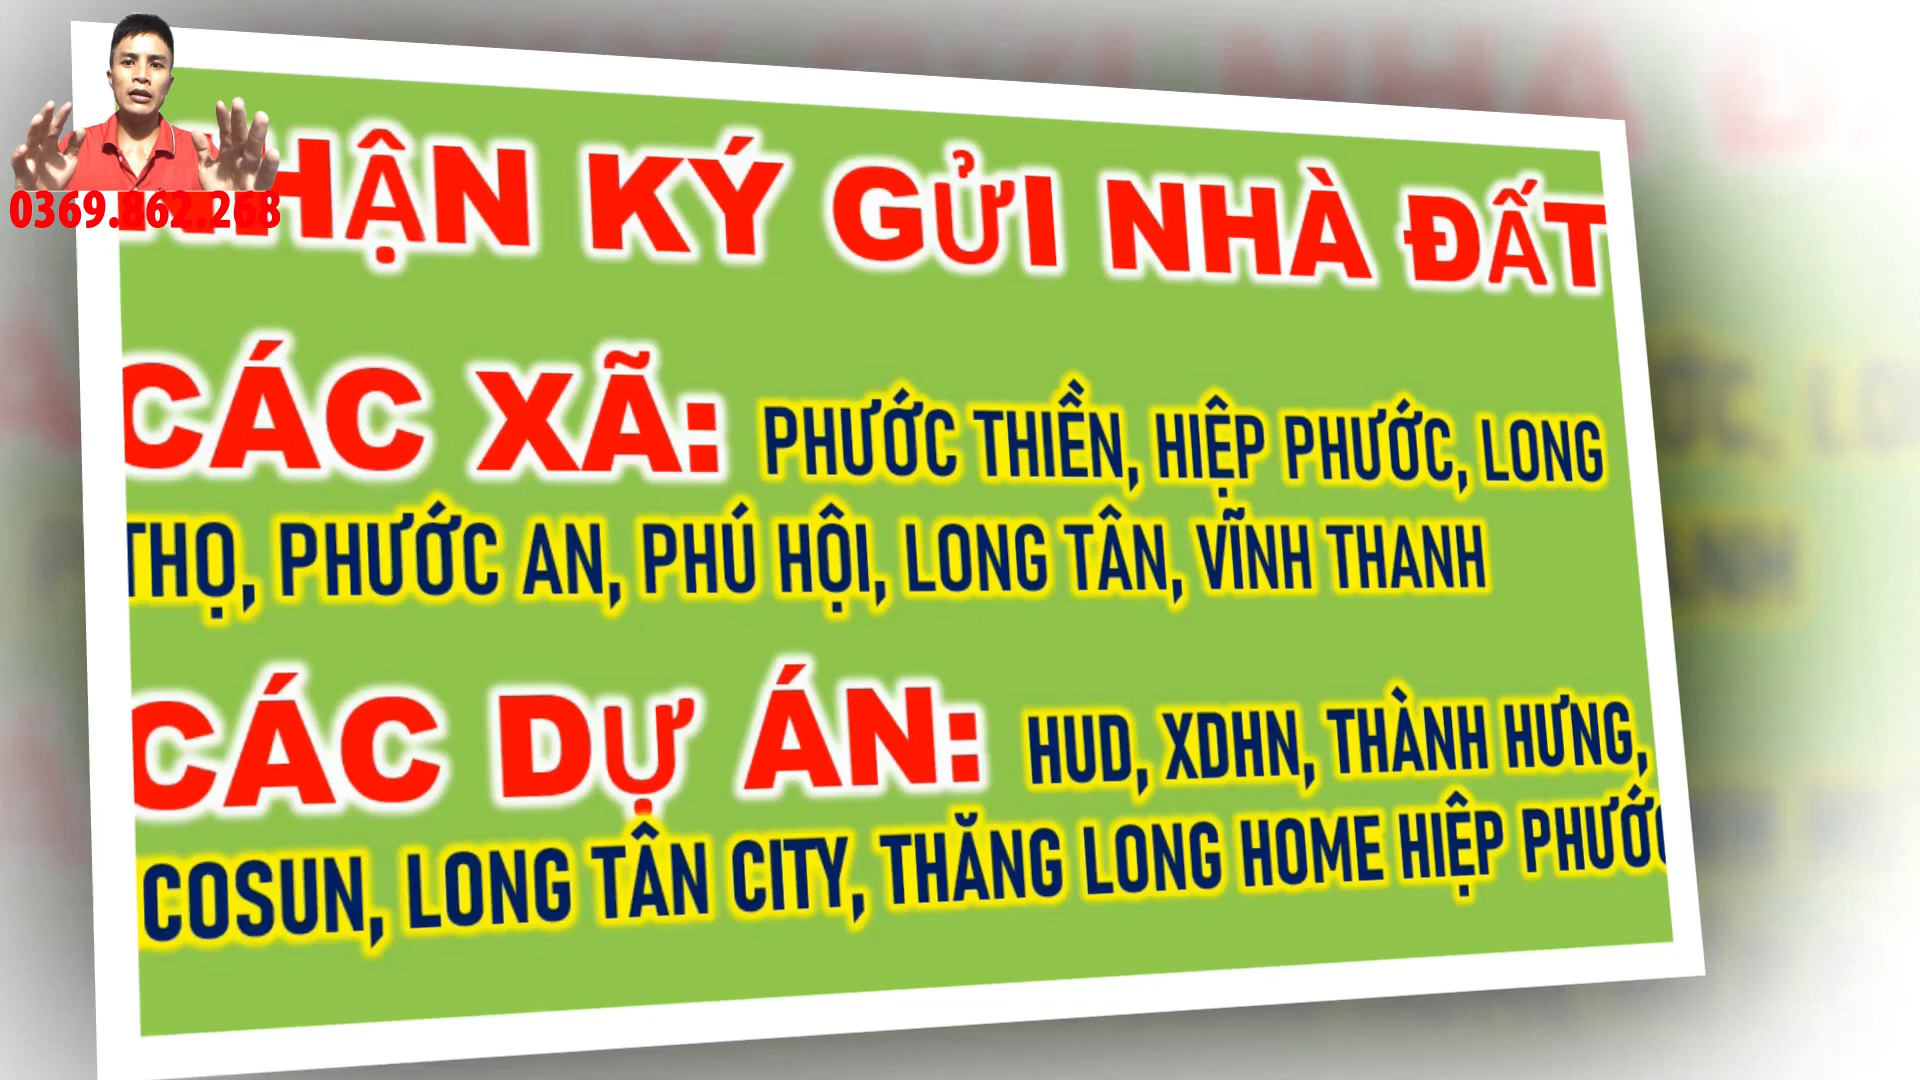 NHẬN KÝ GỬI NHÀ ĐẤT
0369.862.268
CÁC XÃ: PHƯỚC THIỀN, HIỆP PHƯỚC, LONG
THỌ, PHƯỚC AN, PHÚ HỘI, LONG TÂN, VĨNH THANH
CÁC DỰ ÁN: HUD, XDHN, THÀNH HƯNG,
COSUN, LONG TÂN CITY, THĂNG LONG HOME HIỆP PHƯỚC